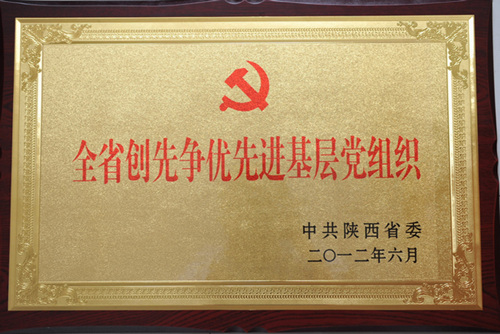 全省创先争优先进基层党组织
中共陕西省委
二〇一二年六月